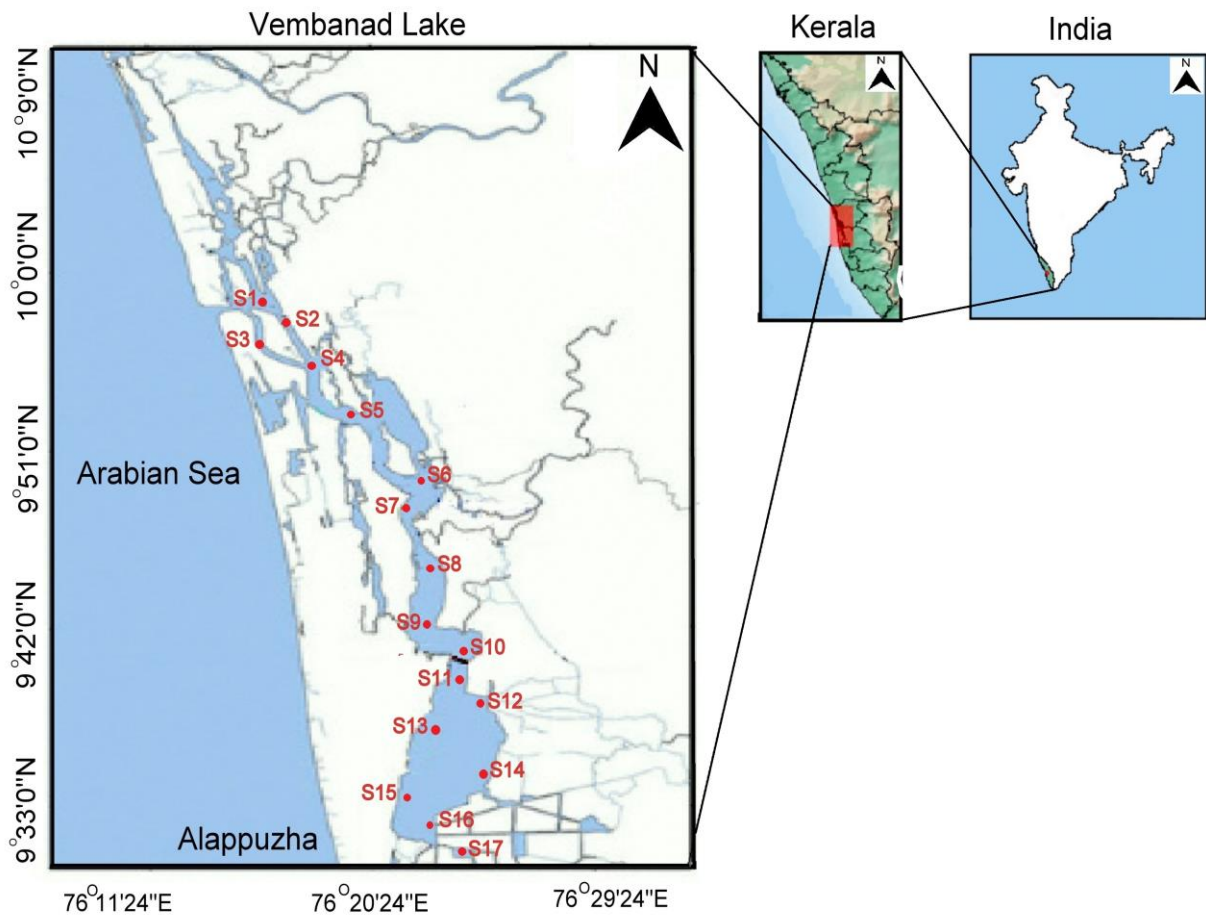 Vembanad Lake
Kerala
India
N
N
N
10°9'0"N
10°0'0"N
9°51'0"N
9°42'0"N
9°33'0"N
S1
S2
S3
S4
S5
Arabian Sea
S6
S7
S8
S9
S10
S11
S12
S13
S14
S15
S16
Alappuzha
S17
76°11'24"E
76°20'24"E
76°29'24"E